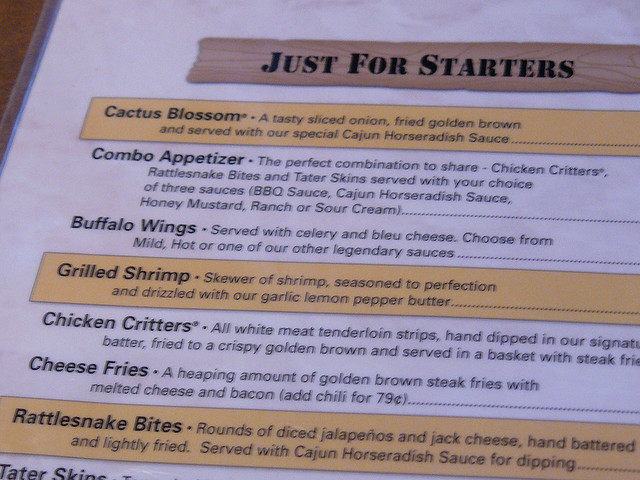 JUST FOR STARTERS
Cactus Blossom® • A tasty sliced onion, fried golden brown
and served with our special Cajun Horseradish Sauce
Combo Appetizer • The perfect combination to share - Chicken Critters®,
Rattlesnake Bites and Tater Skins served with your choice
of three sauces (BBQ Sauce, Cajun Horseradish Sauce,
Honey Mustard, Ranch or Sour Cream)
Buffalo Wings • Served with celery and bleu cheese. Choose from
Mild, Hot or one of our other legendary sauces
Grilled Shrimp • Skewer of shrimp, seasoned to perfection
and drizzled with our garlic lemon pepper butter
Chicken Critters® • All white meat tenderloin strips, hand dipped in our signatu
batter, fried to a crispy golden brown and served in a basket with steak frie
Cheese Fries • A heaping amount of golden brown steak fries with
melted cheese and bacon (add chili for 79¢)
Rattlesnake Bites • Rounds of diced jalapeños and jack cheese, hand battered
and lightly fried. Served with Cajun Horseradish Sauce for dipping
Tater Skins